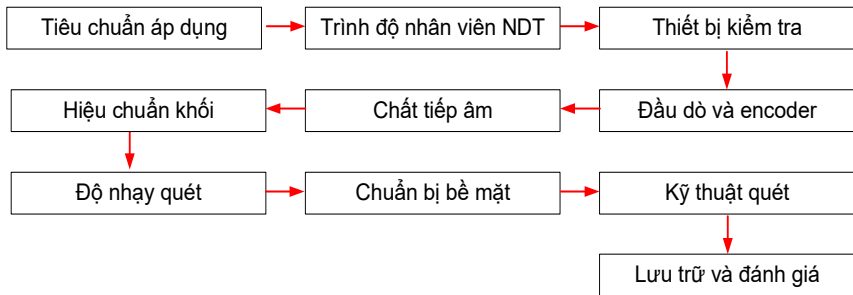 Tiêu chuẩn áp dụng
Trình độ nhân viên NDT
Thiết bị kiểm tra
Đầu dò và encoder
Chất tiếp âm
Hiệu chuẩn khối
Độ nhạy quét
Chuẩn bị bề mặt
Kỹ thuật quét
Lưu trữ và đánh giá